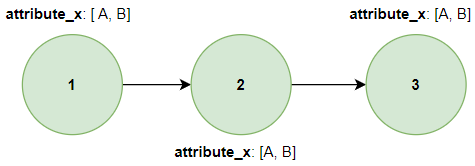 attribute_x: [ A, B]
attribute_x: [A, B]
1
2
3
attribute_x: [A, B]